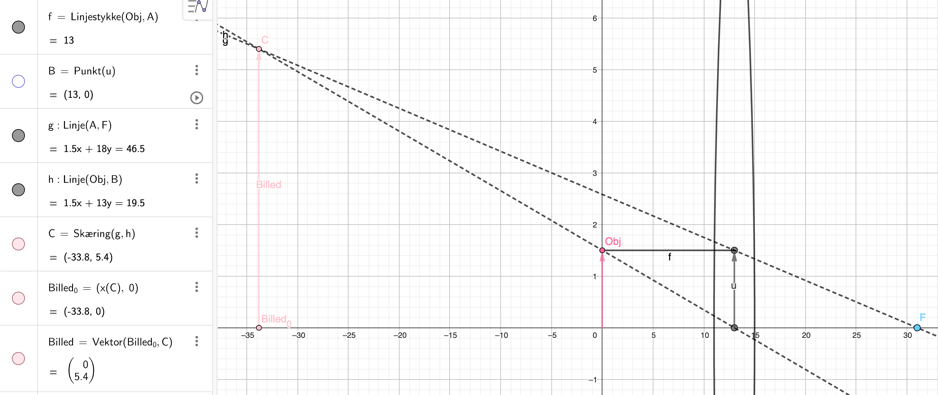 f = Linjestykke(Obj, A)
= 13
B = Punkt(u)
= (13, 0)
g : Linje(A, F)
= 1.5x + 18y = 46.5
h : Linje(Obj, B)
= 1.5x + 13y = 19.5
C = Skæring(g, h)
= (-33.8, 5.4)
Billed₀ = (x(C), 0)
= (-33.8, 0)
Billed = Vektor(Billed₀, C)
= (0
5.4)
h
g
C
6
5
4
3
Billed
2
Obj
f
1
u
Billed₀
F
−35 −30 −25 −20 −15 −10 −5 0 5 10 15 20 25 30
−1